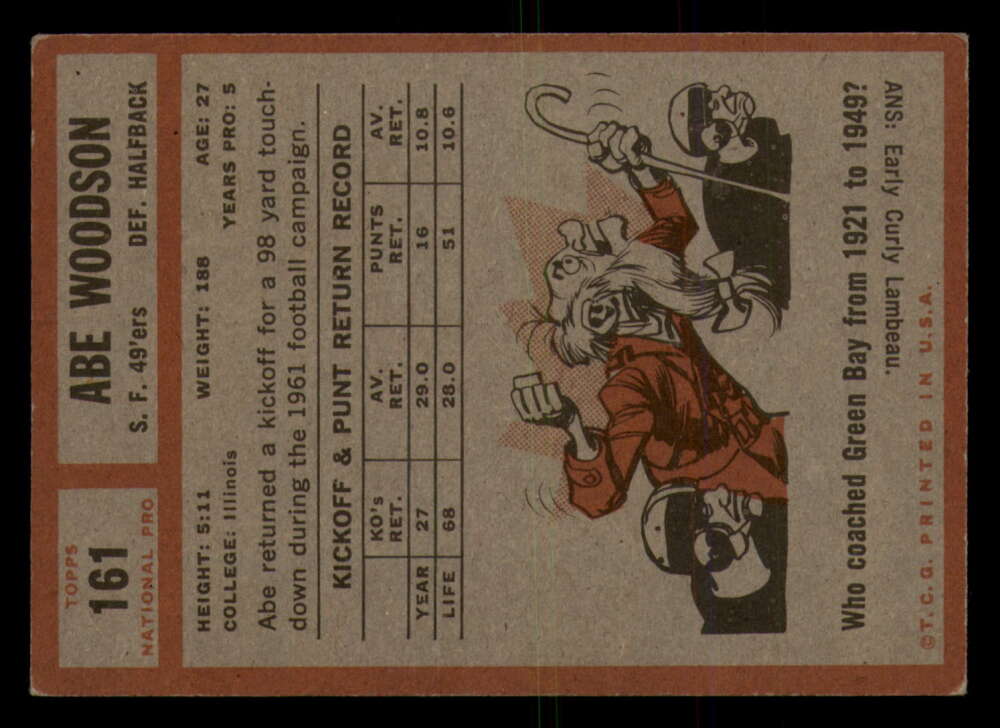 TOPPS
161
NATIONAL PRO
ABE WOODSON
S. F. 49'ers DEF. HALFBACK
HEIGHT: 5:11 WEIGHT: 188 AGE: 27
COLLEGE: Illinois YEARS PRO: 5
Abe returned a kickoff for a 98 yard touch-
down during the 1961 football campaign.
KICKOFF & PUNT RETURN RECORD
KO's RET. AV. RET. PUNTS RET. AV. RET.
YEAR 27 29.0 16 10.8
LIFE 68 28.0 51 10.6
Who coached Green Bay from 1921 to 1949?
ANS: Early Curly Lambeau.
©T.C.G. PRINTED IN U.S.A.